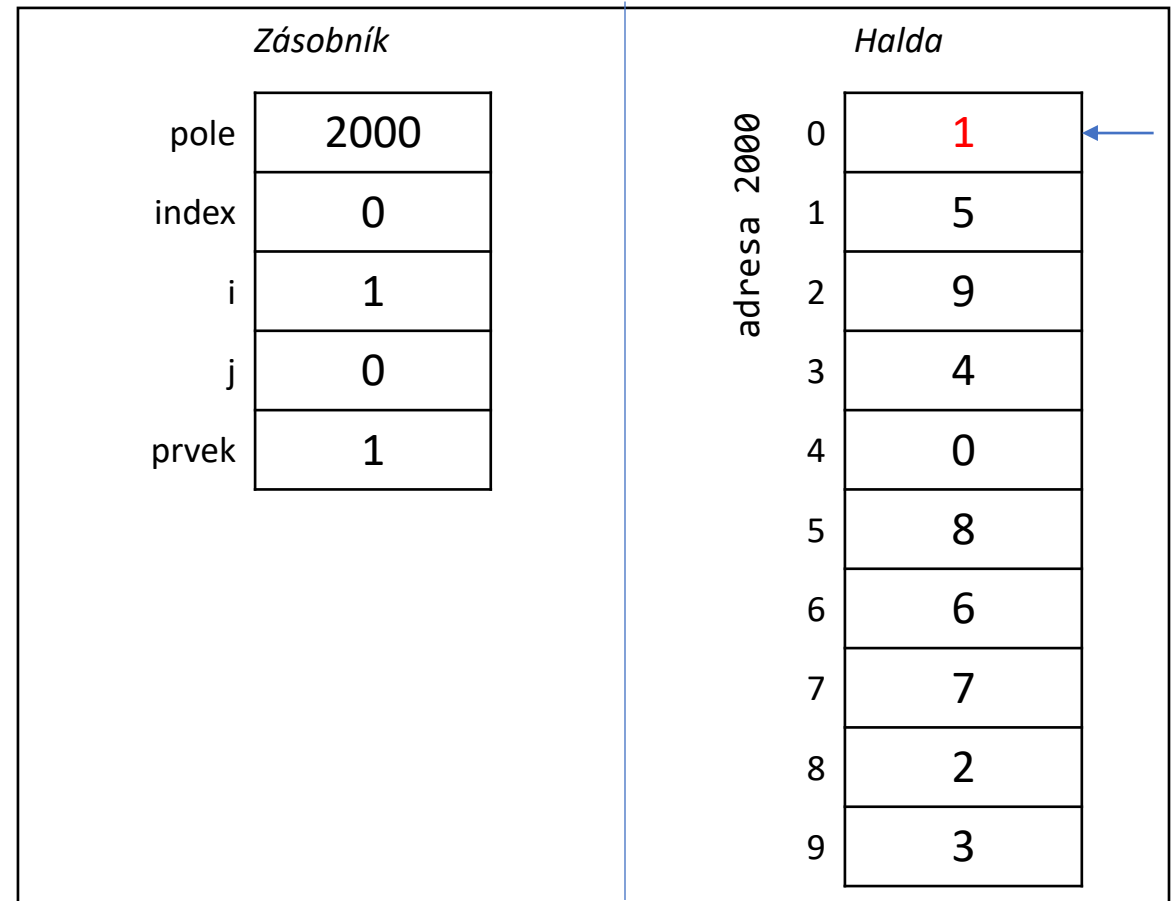 Zásobník
pole 2000
index 0
i 1
j 0
prvek 1
Halda
adresa 2000
0 1
1 5
2 9
3 4
4 0
5 8
6 6
7 7
8 2
9 3